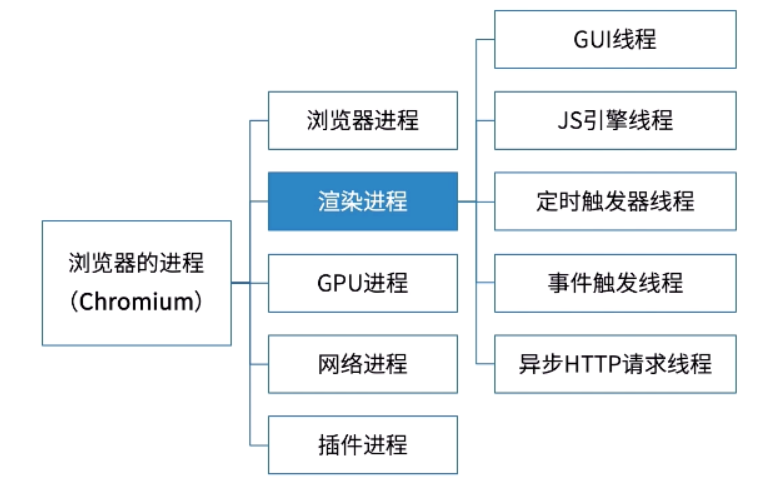 浏览器的进程
（Chromium）
浏览器进程
渲染进程
GPU进程
网络进程
插件进程
GUI线程
JS引擎线程
定时触发器线程
事件触发线程
异步HTTP请求线程